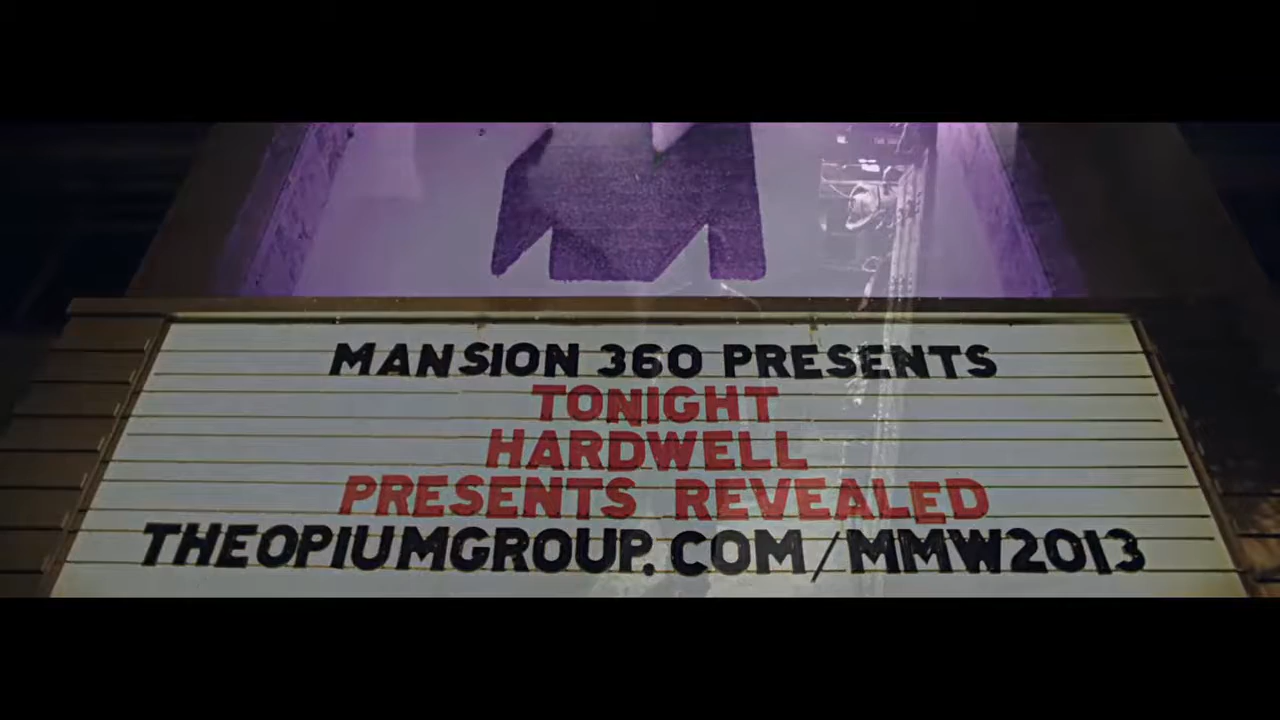 MANSION 360 PRESENTS
TONIGHT
HARDWELL
PRESENTS REVEALED
THEOPIUMGROUP.COM/MMW2013